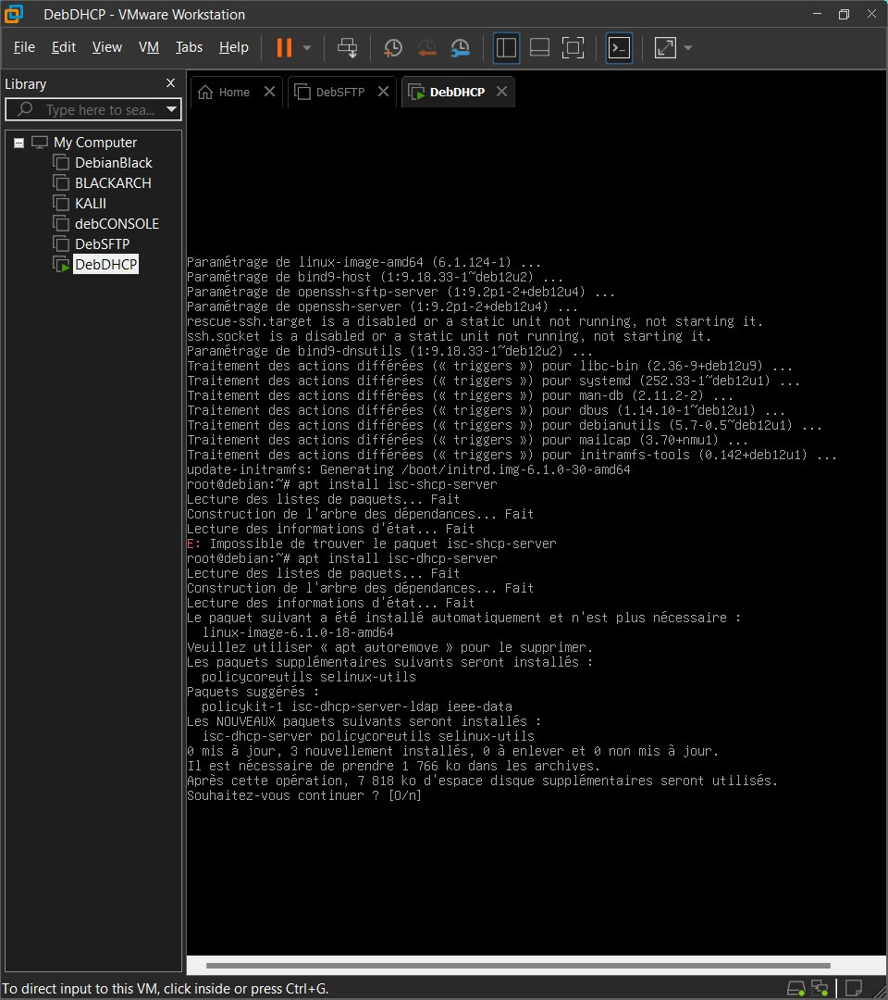 DebDHCP - VMware Workstation
File Edit View VM Tabs Help
Library
Type here to sea...
My Computer
DebianBlack
BLACKARCH
KALII
debCONSOLE
DebSFTP
DebDHCP
Home DebSFTP DebDHCP
Paramétrage de linux-image-amd64 (6.1.124-1) ...
Paramétrage de bind9-host (1:9.18.33-1~deb12u2) ...
Paramétrage de openssh-sftp-server (1:9.2p1-2+deb12u4) ...
Paramétrage de openssh-server (1:9.2p1-2+deb12u4) ...
rescue-ssh.target is a disabled or a static unit not running, not starting it.
ssh.socket is a disabled or a static unit not running, not starting it.
Paramétrage de bind9-dnsutils (1:9.18.33-1~deb12u2) ...
Traitement des actions différées (« triggers ») pour libc-bin (2.36-9+deb12u9) ...
Traitement des actions différées (« triggers ») pour systemd (252.33-1~deb12u1) ...
Traitement des actions différées (« triggers ») pour man-db (2.11.2-2) ...
Traitement des actions différées (« triggers ») pour dbus (1.14.10-1~deb12u1) ...
Traitement des actions différées (« triggers ») pour debianutils (5.7-0.5~deb12u1) ...
Traitement des actions différées (« triggers ») pour mailcap (3.70+nmu1) ...
Traitement des actions différées (« triggers ») pour initramfs-tools (0.142+deb12u1) ...
update-initramfs: Generating /boot/initrd.img-6.1.0-30-amd64
root@debian:~# apt install isc-shcp-server
Lecture des listes de paquets... Fait
Construction de l'arbre des dépendances... Fait
Lecture des informations d'état... Fait
E: Impossible de trouver le paquet isc-shcp-server
root@debian:~# apt install isc-dhcp-server
Lecture des listes de paquets... Fait
Construction de l'arbre des dépendances... Fait
Lecture des informations d'état... Fait
Le paquet suivant a été installé automatiquement et n'est plus nécessaire :
linux-image-6.1.0-18-amd64
Veuillez utiliser « apt autoremove » pour le supprimer.
Les paquets supplémentaires suivants seront installés :
policycoreutils selinux-utils
Paquets suggérés :
policykit-1 isc-dhcp-server-ldap ieee-data
Les NOUVEAUX paquets suivants seront installés :
isc-dhcp-server policycoreutils selinux-utils
0 mis à jour, 3 nouvellement installés, 0 à enlever et 0 non mis à jour.
Il est nécessaire de prendre 1 766 ko dans les archives.
Après cette opération, 7 818 ko d'espace disque supplémentaires seront utilisés.
Souhaitez-vous continuer ? [O/n]
To direct input to this VM, click inside or press Ctrl+G.